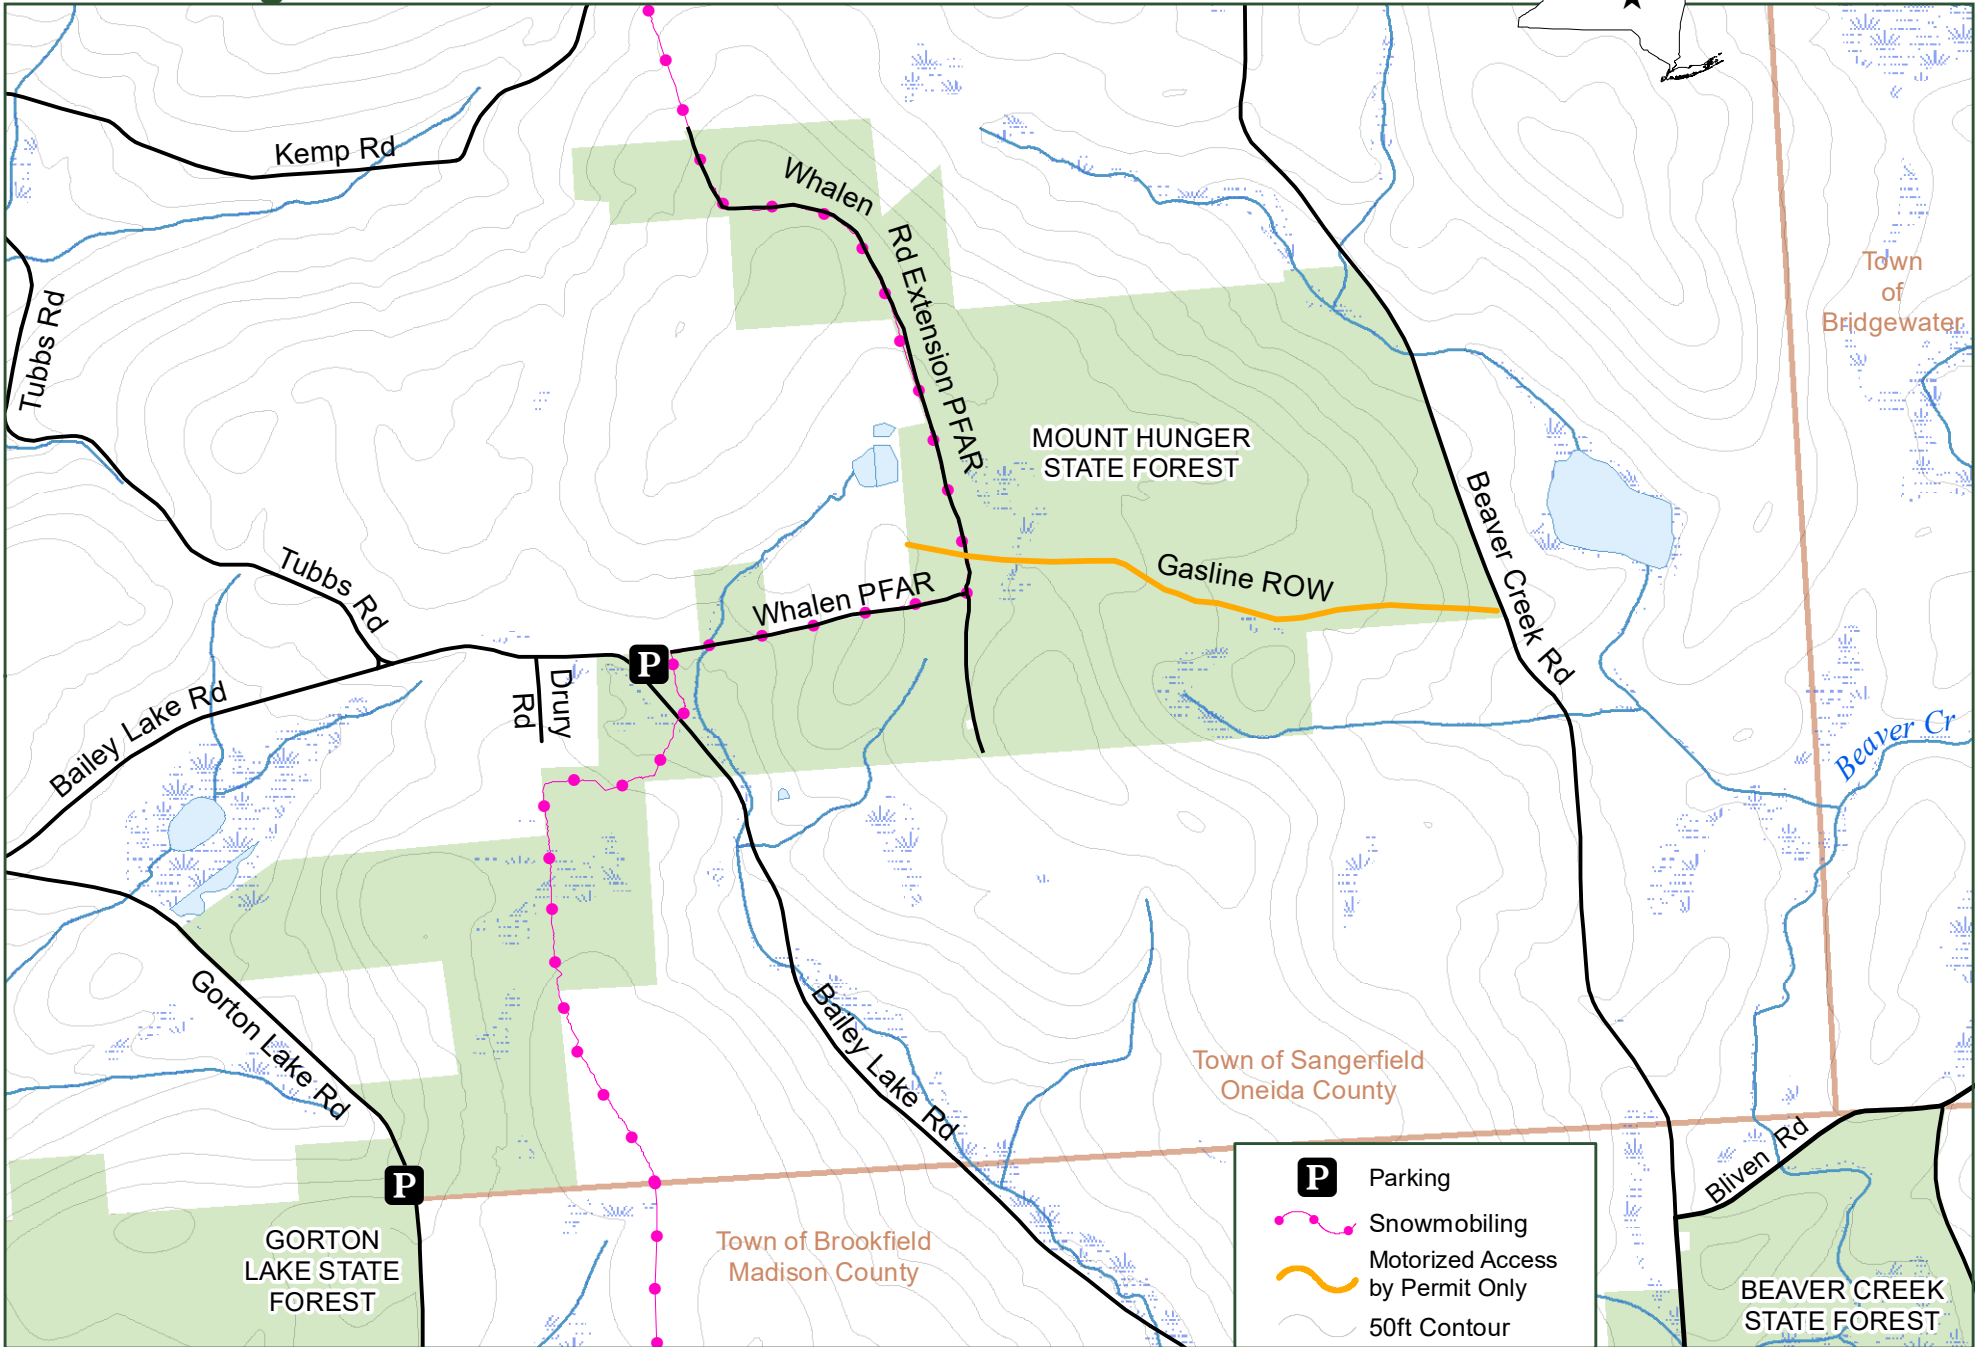 Kemp Rd
Whalen
Rd Extension PFAR
Town
of
Bridgewater
Tubbs Rd
MOUNT HUNGER
STATE FOREST
Beaver Creek Rd
Tubbs Rd
Gasline ROW
Whalen PFAR
P
Drury
Rd
Bailey Lake Rd
Beaver Cr
Gorton Lake Rd
Bailey Lake Rd
Town of Sangerfield
Oneida County
Bliven Rd
P
GORTON
LAKE STATE
FOREST
Town of Brookfield
Madison County
P
Parking
Snowmobiling
Motorized Access
by Permit Only
50ft Contour
BEAVER CREEK
STATE FOREST